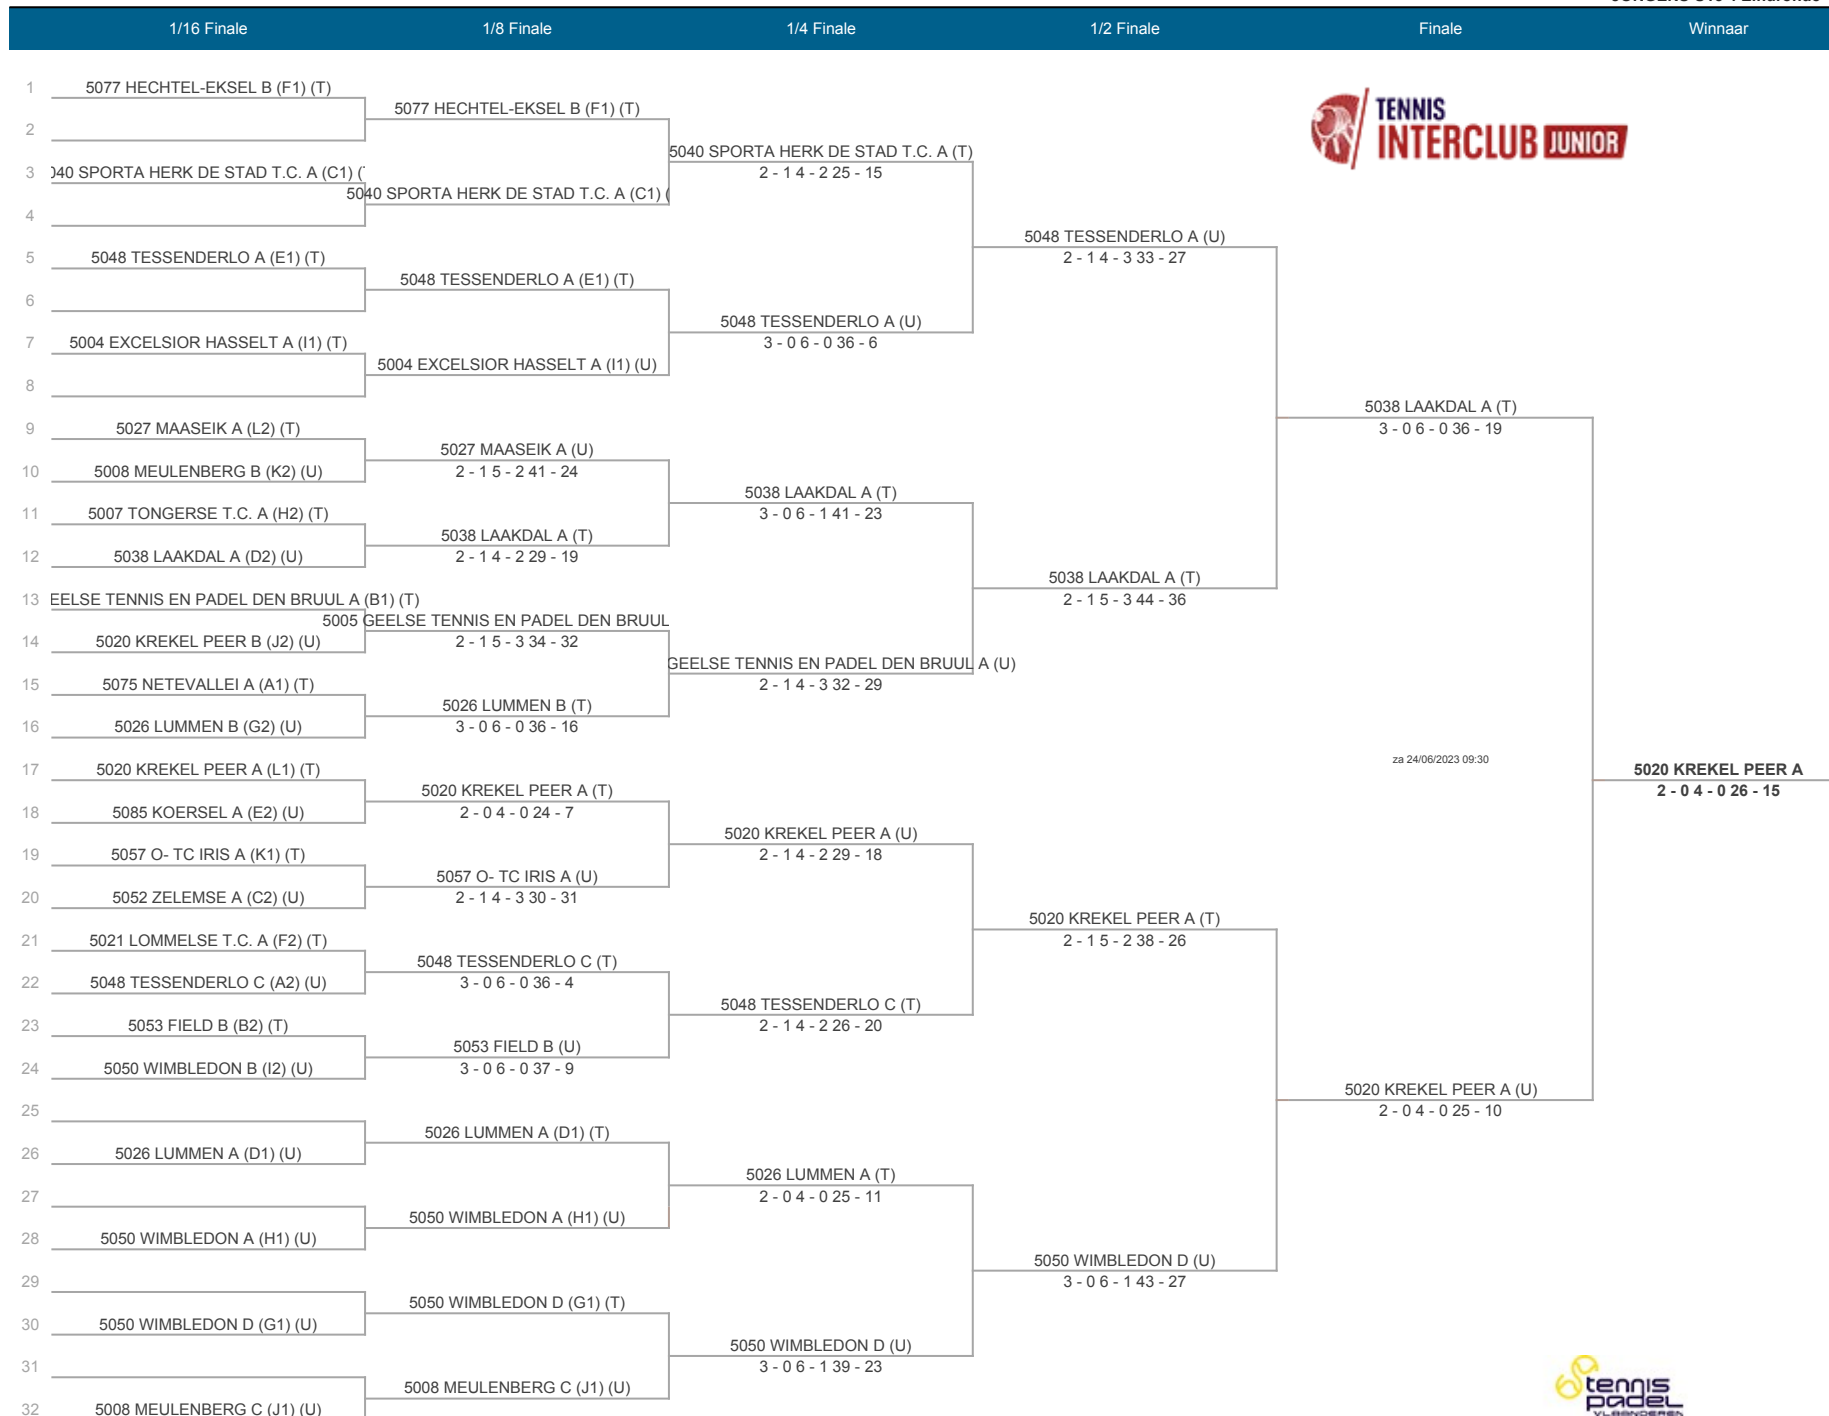 1/16 Finale 1/8 Finale 1/4 Finale 1/2 Finale Finale Winnaar
TENNIS
INTERCLUB JUNIOR
1 5077 HECHTEL-EKSEL B (F1) (T)
5077 HECHTEL-EKSEL B (F1) (T)
2
5040 SPORTA HERK DE STAD T.C. A (T)
2 - 1 4 - 2 25 - 15
3 040 SPORTA HERK DE STAD T.C. A (C1) (
5040 SPORTA HERK DE STAD T.C. A (C1) (
4
5048 TESSENDERLO A (U)
2 - 1 4 - 3 33 - 27
5 5048 TESSENDERLO A (E1) (T)
5048 TESSENDERLO A (E1) (T)
6
5048 TESSENDERLO A (U)
3 - 0 6 - 0 36 - 6
7 5004 EXCELSIOR HASSELT A (I1) (T)
5004 EXCELSIOR HASSELT A (I1) (U)
8
5038 LAAKDAL A (T)
3 - 0 6 - 0 36 - 19
9 5027 MAASEIK A (L2) (T)
5027 MAASEIK A (U)
2 - 1 5 - 2 41 - 24
10 5008 MEULENBERG B (K2) (U)
5038 LAAKDAL A (T)
3 - 0 6 - 1 41 - 23
11 5007 TONGERSE T.C. A (H2) (T)
5038 LAAKDAL A (T)
2 - 1 4 - 2 29 - 19
12 5038 LAAKDAL A (D2) (U)
5038 LAAKDAL A (T)
2 - 1 5 - 3 44 - 36
13 EELSE TENNIS EN PADEL DEN BRUUL A (B1) (T)
5005 GEELSE TENNIS EN PADEL DEN BRUUL
2 - 1 5 - 3 34 - 32
14 5020 KREKEL PEER B (J2) (U)
GEELSE TENNIS EN PADEL DEN BRUUL A (U)
2 - 1 4 - 3 32 - 29
15 5075 NETEVALLEI A (A1) (T)
5026 LUMMEN B (T)
3 - 0 6 - 0 36 - 16
16 5026 LUMMEN B (G2) (U)
za 24/06/2023 09:30
5020 KREKEL PEER A
2 - 0 4 - 0 26 - 15
17 5020 KREKEL PEER A (L1) (T)
5020 KREKEL PEER A (T)
2 - 0 4 - 0 24 - 7
18 5085 KOERSEL A (E2) (U)
5020 KREKEL PEER A (U)
2 - 1 4 - 2 29 - 18
19 5057 O- TC IRIS A (K1) (T)
5057 O- TC IRIS A (U)
2 - 1 4 - 3 30 - 31
20 5052 ZELEMSE A (C2) (U)
5020 KREKEL PEER A (T)
2 - 1 5 - 2 38 - 26
21 5021 LOMMELSE T.C. A (F2) (T)
5048 TESSENDERLO C (T)
3 - 0 6 - 0 36 - 4
22 5048 TESSENDERLO C (A2) (U)
5048 TESSENDERLO C (T)
2 - 1 4 - 2 26 - 20
23 5053 FIELD B (B2) (T)
5053 FIELD B (U)
3 - 0 6 - 0 37 - 9
24 5050 WIMBLEDON B (I2) (U)
5020 KREKEL PEER A (U)
2 - 0 4 - 0 25 - 10
25
5026 LUMMEN A (D1) (T)
26 5026 LUMMEN A (D1) (U)
5026 LUMMEN A (T)
2 - 0 4 - 0 25 - 11
27
5050 WIMBLEDON A (H1) (U)
28 5050 WIMBLEDON A (H1) (U)
5050 WIMBLEDON D (U)
3 - 0 6 - 1 43 - 27
29
5050 WIMBLEDON D (G1) (T)
30 5050 WIMBLEDON D (G1) (U)
5050 WIMBLEDON D (U)
3 - 0 6 - 1 39 - 23
31
5008 MEULENBERG C (J1) (U)
32 5008 MEULENBERG C (J1) (U)
tennis
padel
VLAANDEREN